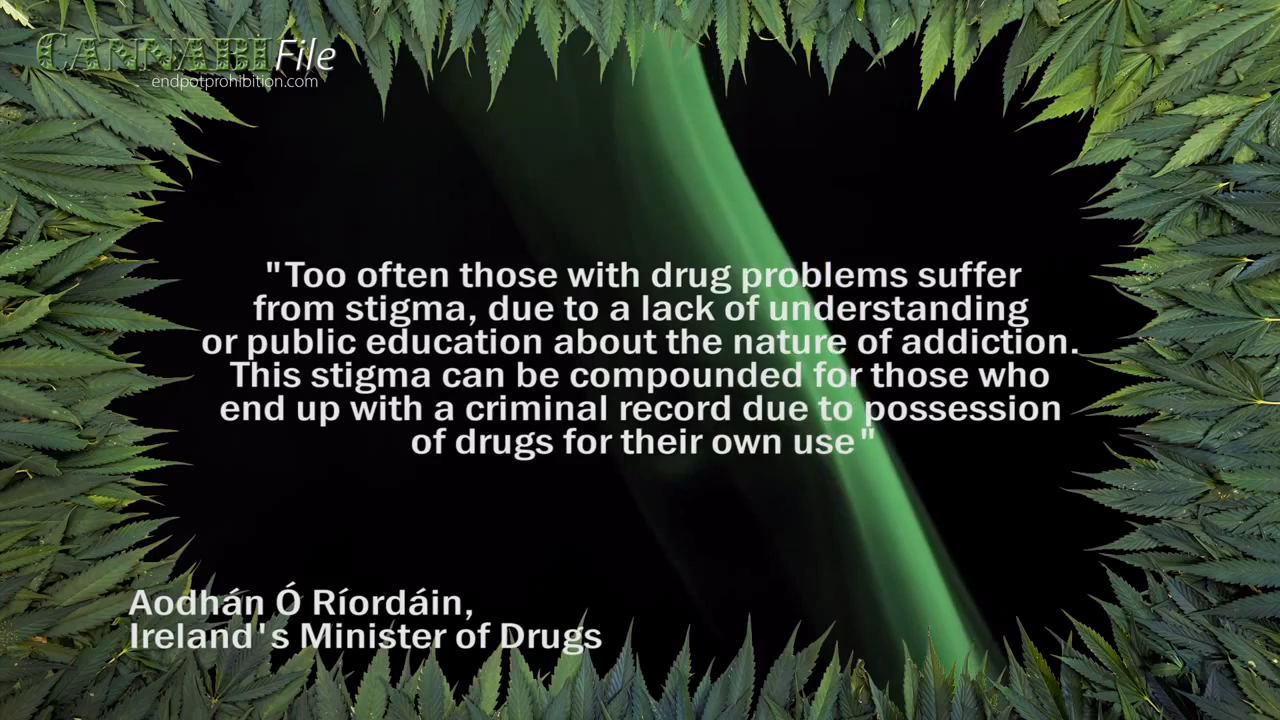 CANNABIFile
endpotprohibition.com
"Too often those with drug problems suffer
from stigma, due to a lack of understanding
or public education about the nature of addiction.
This stigma can be compounded for those who
end up with a criminal record due to possession
of drugs for their own use"
Aodhán Ó Ríordáin,
Ireland's Minister of Drugs